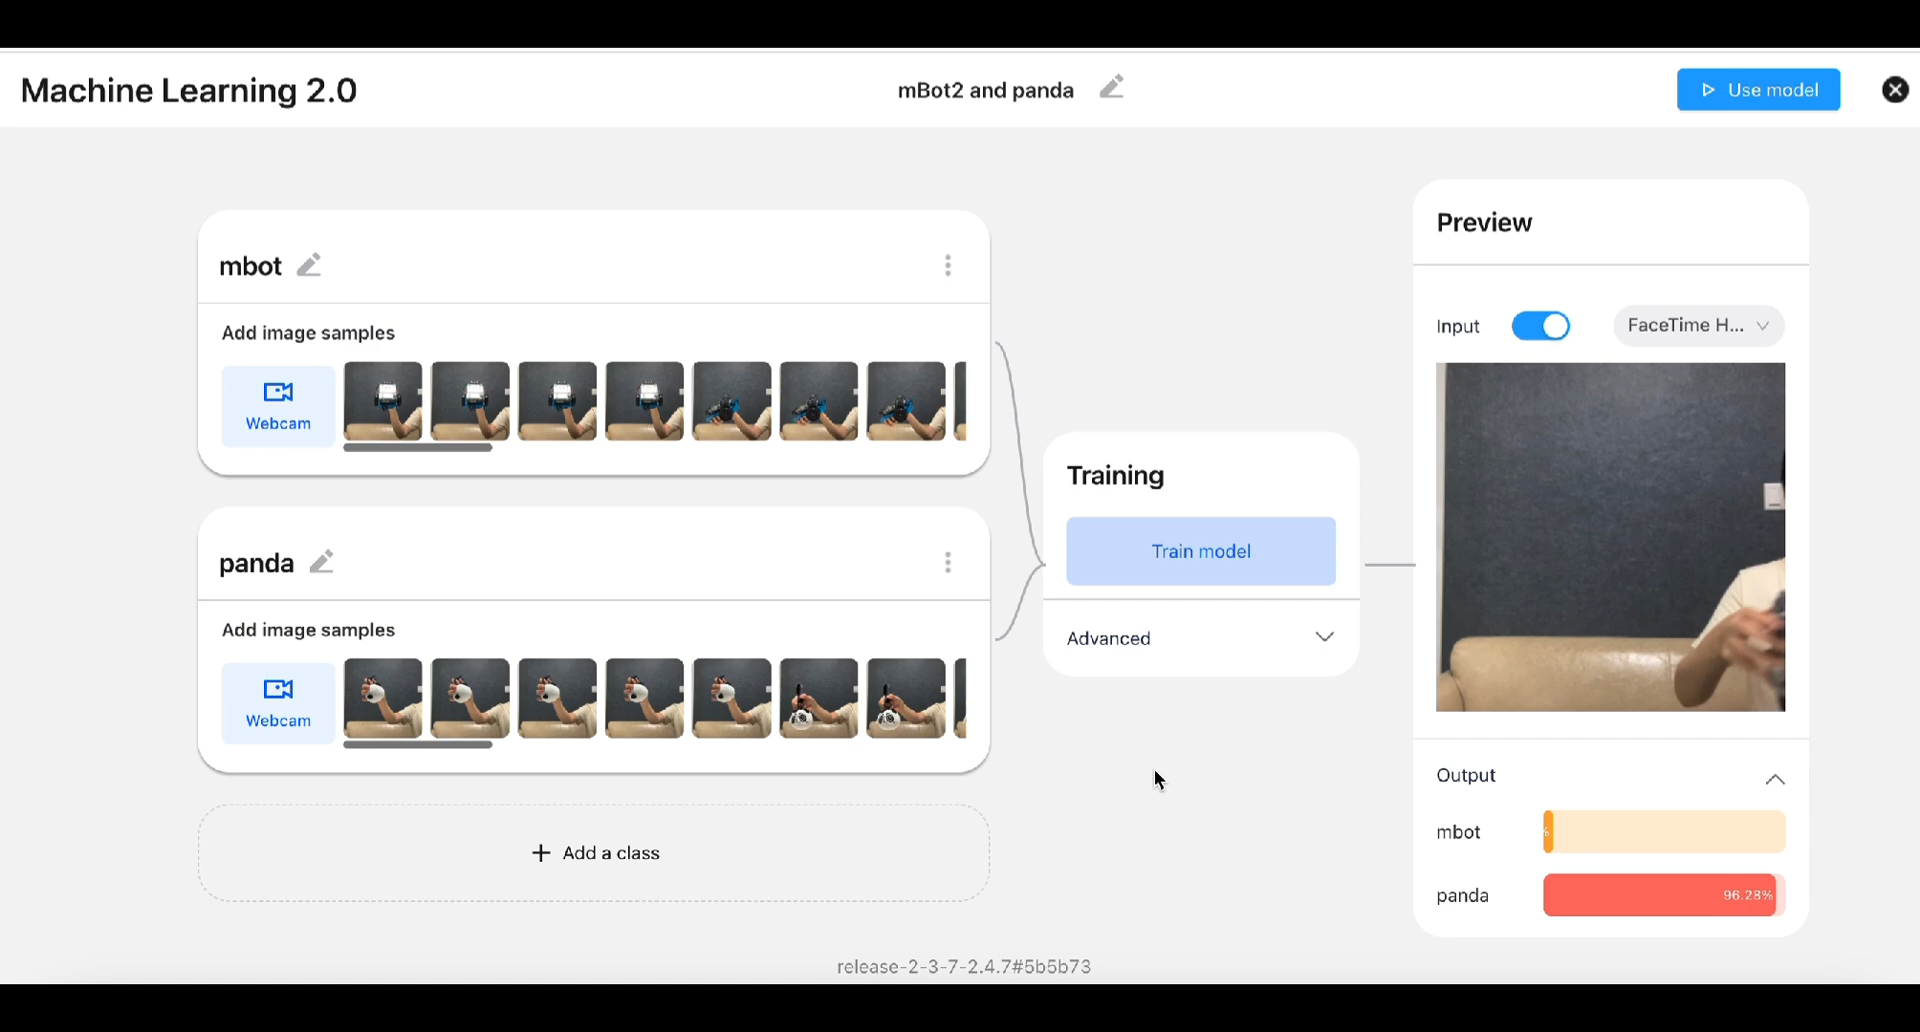 Machine Learning 2.0
mBot2 and panda
Use model
mbot
Add image samples
Webcam
panda
Add image samples
Webcam
Add a class
Training
Train model
Advanced
Preview
Input
FaceTime H...
Output
mbot
%
panda
96.28%
release-2-3-7-2.4.7#5b5b73